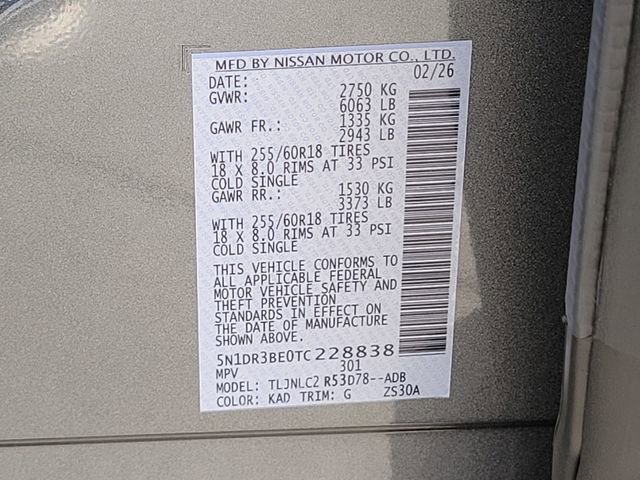 MFD BY NISSAN MOTOR CO., LTD.
DATE: 02/26
GVWR: 2750 KG
6063 LB
GAWR FR.: 1335 KG
2943 LB
WITH 255/60R18 TIRES
18 X 8.0 RIMS AT 33 PSI
COLD SINGLE
GAWR RR.: 1530 KG
3373 LB
WITH 255/60R18 TIRES
18 X 8.0 RIMS AT 33 PSI
COLD SINGLE
THIS VEHICLE CONFORMS TO
ALL APPLICABLE FEDERAL
MOTOR VEHICLE SAFETY AND
THEFT PREVENTION
STANDARDS IN EFFECT ON
THE DATE OF MANUFACTURE
SHOWN ABOVE.
5N1DR3BE0TC228838
MPV 301
MODEL: TLJNLC2 R53D78--ADB
COLOR: KAD TRIM: G ZS30A